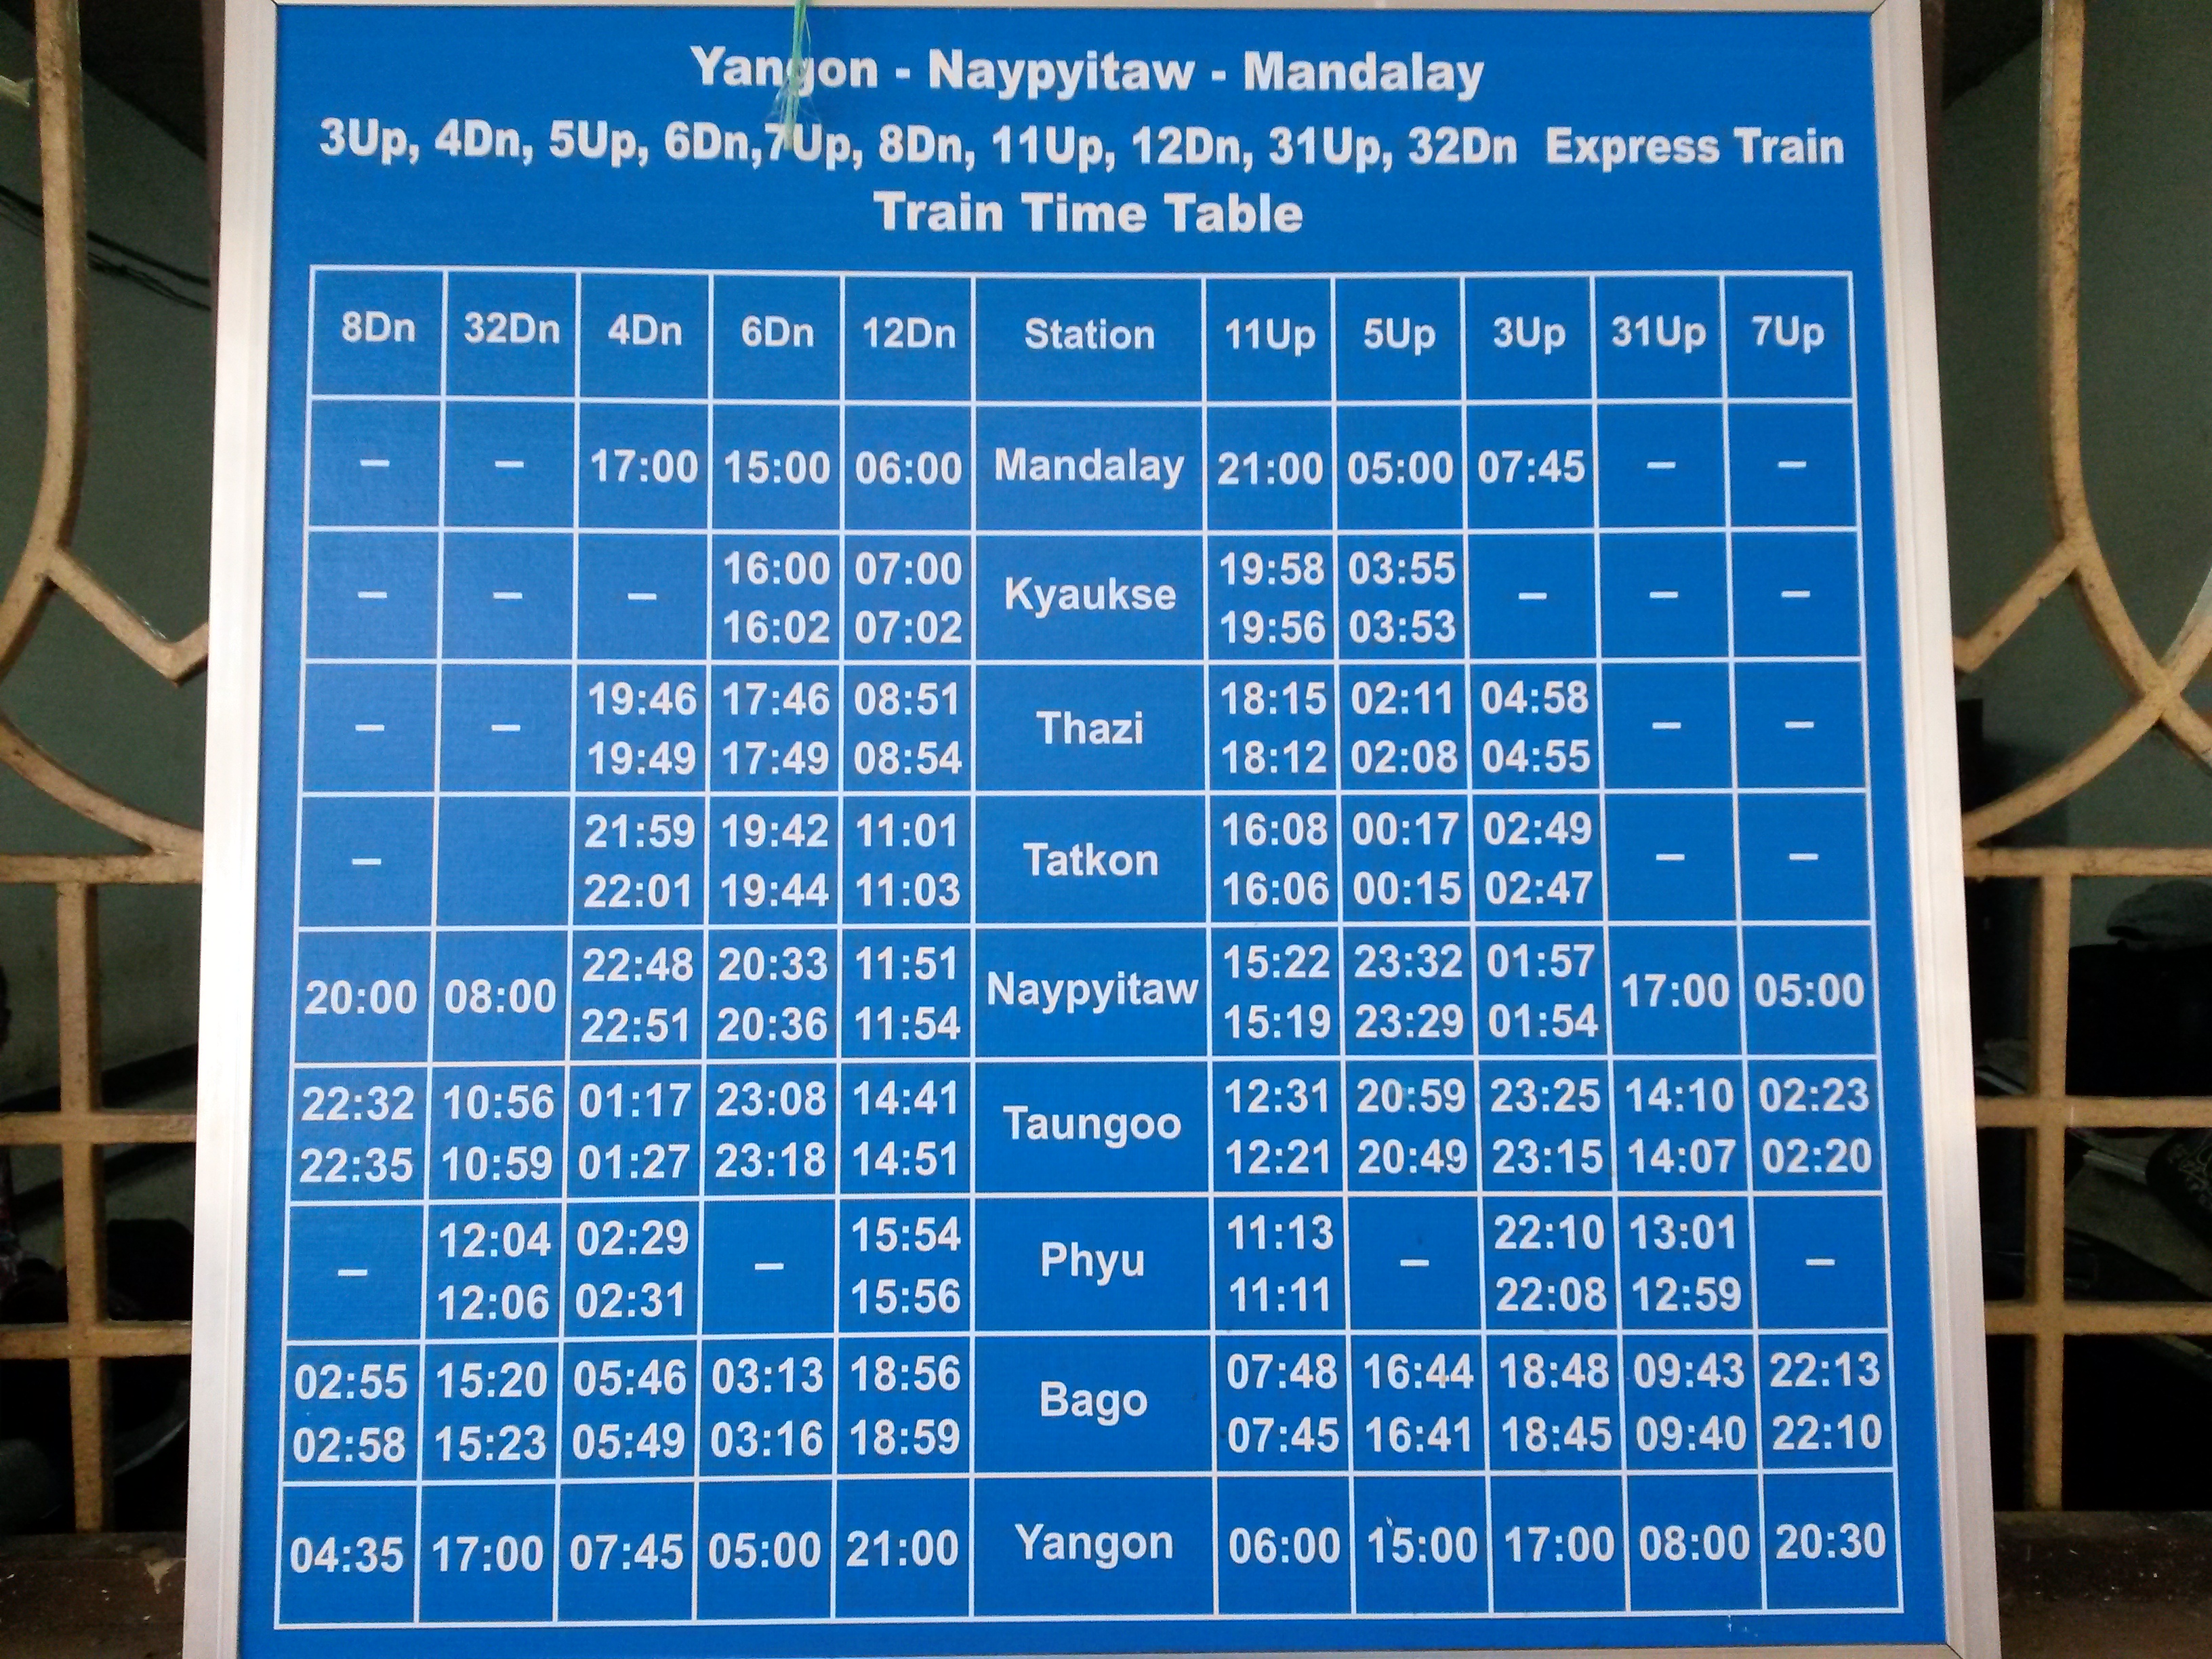 Yangon - Naypyitaw - Mandalay
3Up, 4Dn, 5Up, 6Dn,7Up, 8Dn, 11Up, 12Dn, 31Up, 32Dn Express Train
Train Time Table
8Dn 32Dn 4Dn 6Dn 12Dn Station 11Up 5Up 3Up 31Up 7Up
– – 17:00 15:00 06:00 Mandalay 21:00 05:00 07:45 – –
– – – 16:00 07:00 Kyaukse 19:58 03:55 – – –
16:02 07:02 19:56 03:53
– – 19:46 17:46 08:51 Thazi 18:15 02:11 04:58 – –
19:49 17:49 08:54 18:12 02:08 04:55
– 21:59 19:42 11:01 Tatkon 16:08 00:17 02:49 – –
22:01 19:44 11:03 16:06 00:15 02:47
20:00 08:00 22:48 20:33 11:51 Naypyitaw 15:22 23:32 01:57 17:00 05:00
22:51 20:36 11:54 15:19 23:29 01:54
22:32 10:56 01:17 23:08 14:41 Taungoo 12:31 20:59 23:25 14:10 02:23
22:35 10:59 01:27 23:18 14:51 12:21 20:49 23:15 14:07 02:20
– 12:04 02:29 – 15:54 Phyu 11:13 – 22:10 13:01 –
12:06 02:31 15:56 11:11 22:08 12:59
02:55 15:20 05:46 03:13 18:56 Bago 07:48 16:44 18:48 09:43 22:13
02:58 15:23 05:49 03:16 18:59 07:45 16:41 18:45 09:40 22:10
04:35 17:00 07:45 05:00 21:00 Yangon 06:00 15:00 17:00 08:00 20:30